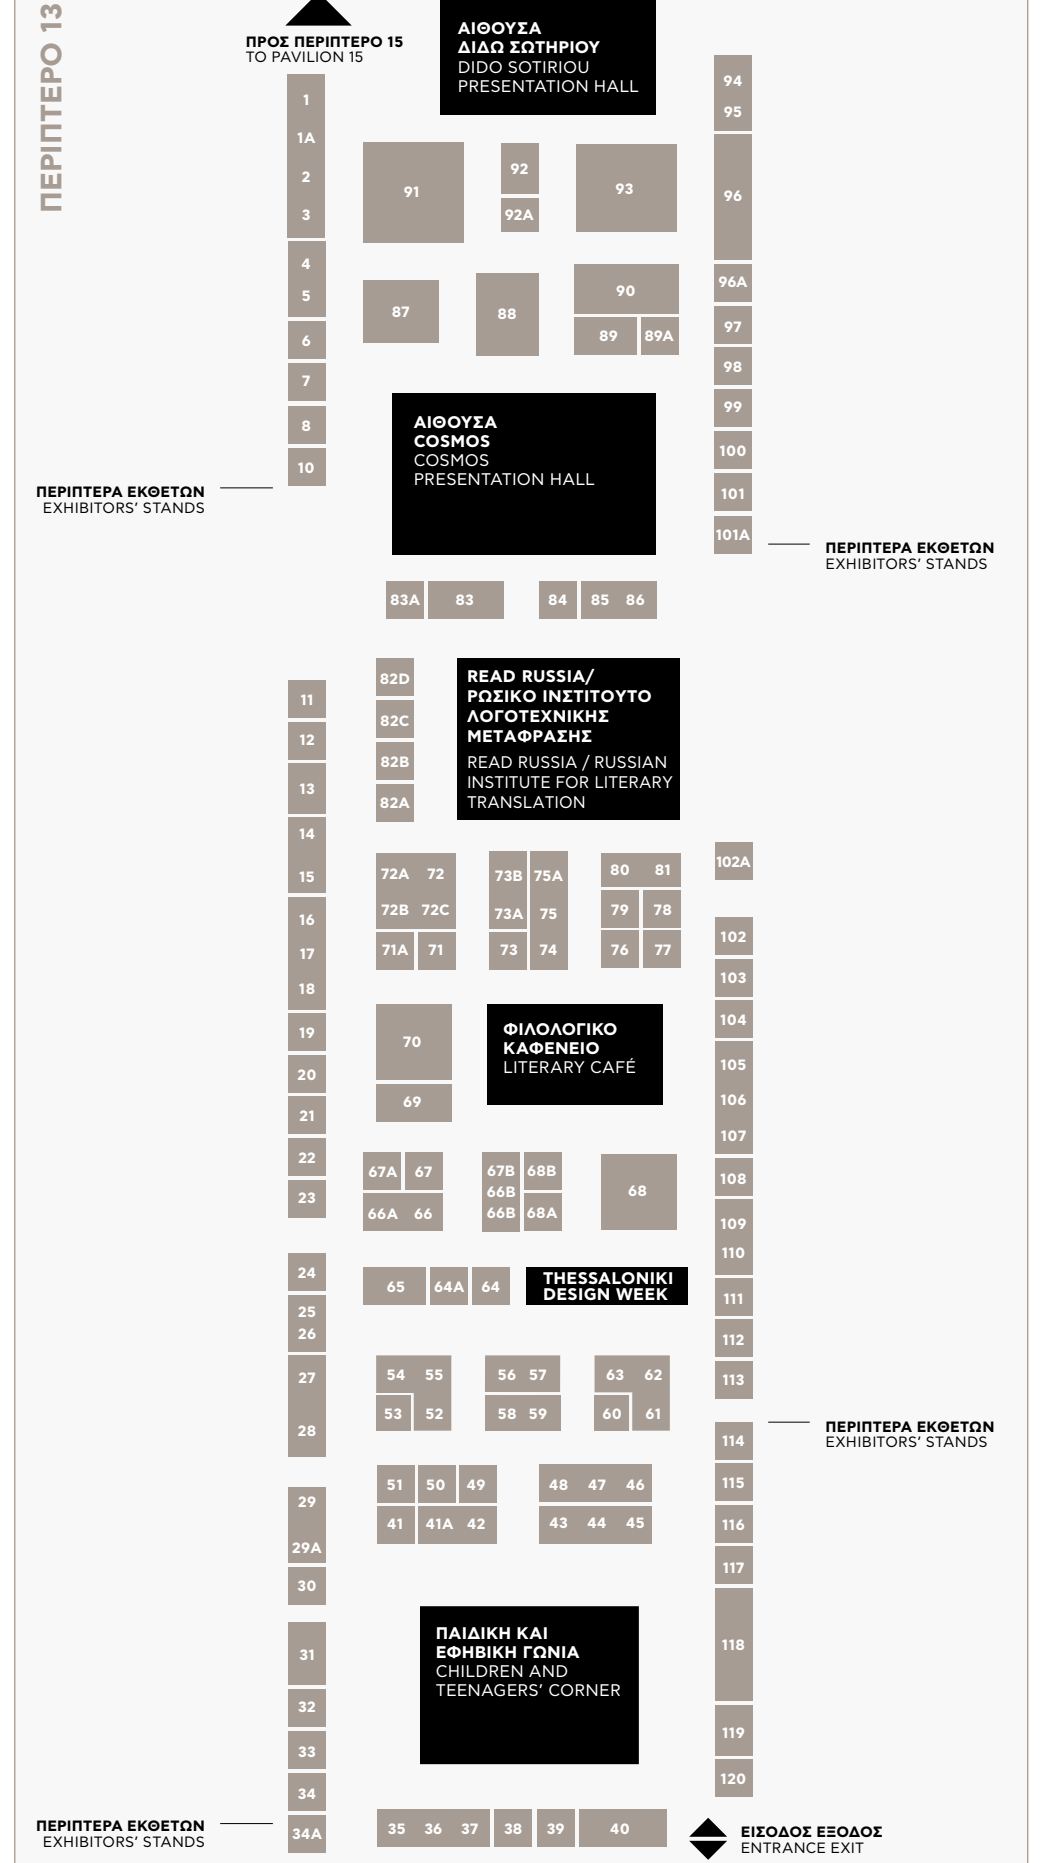 ΠΕΡΙΠΤΕΡΟ 13
ΠΡΟΣ ΠΕΡΙΠΤΕΡΟ 15
TO PAVILION 15
ΑΙΘΟΥΣΑ
ΔΙΔΩ ΣΩΤΗΡΙΟΥ
DIDO SOTIRIOU
PRESENTATION HALL
1
1A
2
3
4
5
6
7
8
10
ΠΕΡΙΠΤΕΡΑ ΕΚΘΕΤΩΝ
EXHIBITORS' STANDS
91
92
92A
93
87
88
90
89 89A
94
95
96
96A
97
98
99
100
101
101A
ΠΕΡΙΠΤΕΡΑ ΕΚΘΕΤΩΝ
EXHIBITORS' STANDS
ΑΙΘΟΥΣΑ
COSMOS
COSMOS
PRESENTATION HALL
83A 83 84 85 86
82D
82C
82B
82A
READ RUSSIA/
ΡΩΣΙΚΟ ΙΝΣΤΙΤΟΥΤΟ
ΛΟΓΟΤΕΧΝΙΚΗΣ
ΜΕΤΑΦΡΑΣΗΣ
READ RUSSIA / RUSSIAN
INSTITUTE FOR LITERARY
TRANSLATION
11
12
13
14
15
16
17
18
19
20
21
22
23
72A 72
72B 72C
71A 71
73B 75A
73A 75
73 74
80 81
79 78
76 77
102A
102
103
104
105
106
107
108
109
110
111
112
113
70
69
ΦΙΛΟΛΟΓΙΚΟ
ΚΑΦΕΝΕΙΟ
LITERARY CAFÉ
67A 67
66A 66
67B 68B
66B
66B 68A
68
24
25
26
27
28
65 64A 64
THESSALONIKI
DESIGN WEEK
54 55
53 52
56 57
58 59
63 62
60 61
ΠΕΡΙΠΤΕΡΑ ΕΚΘΕΤΩΝ
EXHIBITORS' STANDS
114
115
116
117
118
119
120
51 50 49
41 41A 42
48 47 46
43 44 45
29
29A
30
31
32
33
34
34A
ΠΑΙΔΙΚΗ ΚΑΙ
ΕΦΗΒΙΚΗ ΓΩΝΙΑ
CHILDREN AND
TEENAGERS' CORNER
ΠΕΡΙΠΤΕΡΑ ΕΚΘΕΤΩΝ
EXHIBITORS' STANDS
35 36 37 38 39 40
ΕΙΣΟΔΟΣ ΕΞΟΔΟΣ
ENTRANCE EXIT